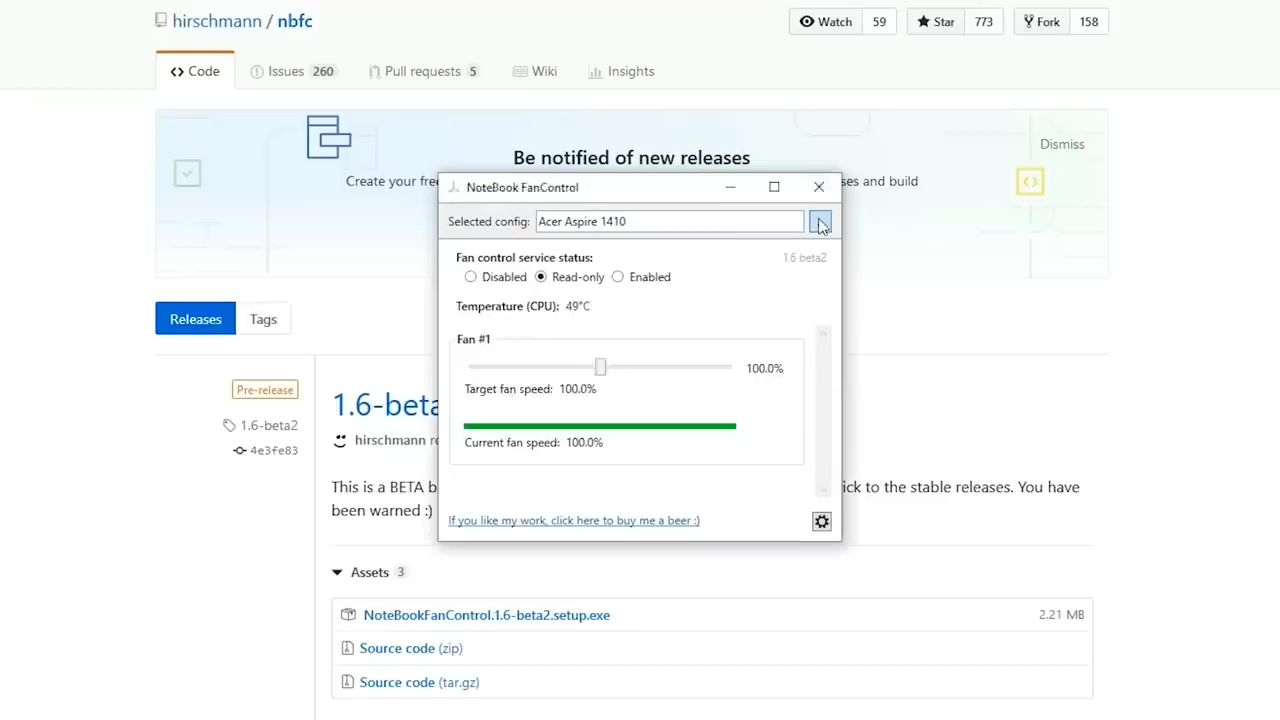 hirschmann / nbfc
Watch 59
Star 773
Fork 158
Code
Issues 260
Pull requests 5
Wiki
Insights
Be notified of new releases
Dismiss
Create your free
ses and build
NoteBook FanControl
Selected config: Acer Aspire 1410
Fan control service status:
1.6 beta2
Disabled Read-only Enabled
Temperature (CPU): 49°C
Fan #1
100.0%
Target fan speed: 100.0%
Current fan speed: 100.0%
If you like my work, click here to buy me a beer :)
Releases
Tags
Pre-release
1.6-beta2
4e3fe83
1.6-beta
hirschmann re
This is a BETA b
ick to the stable releases. You have
been warned :)
Assets 3
NoteBookFanControl.1.6-beta2.setup.exe
2.21 MB
Source code (zip)
Source code (tar.gz)